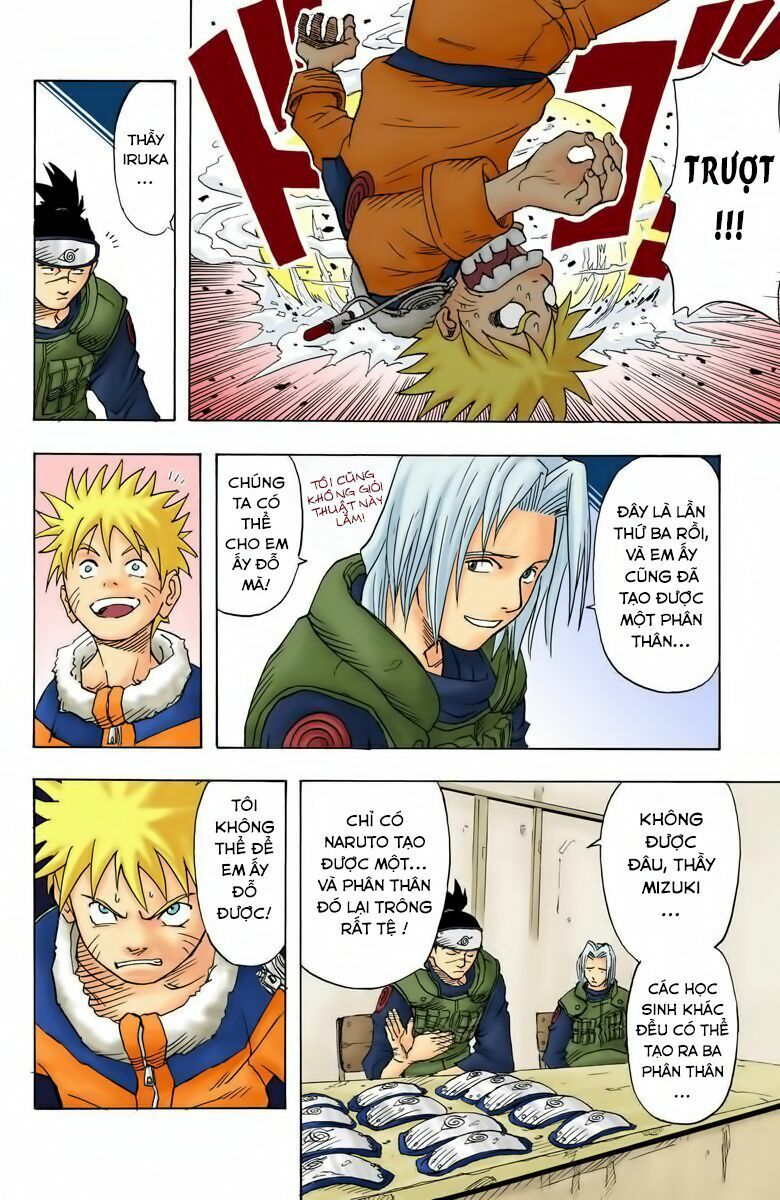 TRƯỢT
!!!
ドゴ
THẦY
IRUKA
...
ĐÂY LÀ LẦN
THỨ BA RỒI,
VÀ EM ẤY
CŨNG ĐÃ
TẠO ĐƯỢC
MỘT PHÂN
THÂN...
TÔI CŨNG
KHÔNG GIỎI
THUẬT NÀY
LẮM!
CHÚNG
TA CÓ
THỂ
CHO EM
ẤY ĐỖ
MÀ!
KHÔNG
ĐƯỢC
ĐÂU, THẦY
MIZUKI
...
CÁC HỌC
SINH KHÁC
ĐỀU CÓ THỂ
TẠO RA BA
PHÂN THÂN
...
CHỈ CÓ
NARUTO TẠO
ĐƯỢC MỘT...
VÀ PHÂN THÂN
ĐÓ LẠI TRÔNG
RẤT TỆ !
TÔI
KHÔNG
THỂ ĐỂ
EM ẤY
ĐỖ
ĐƯỢC!